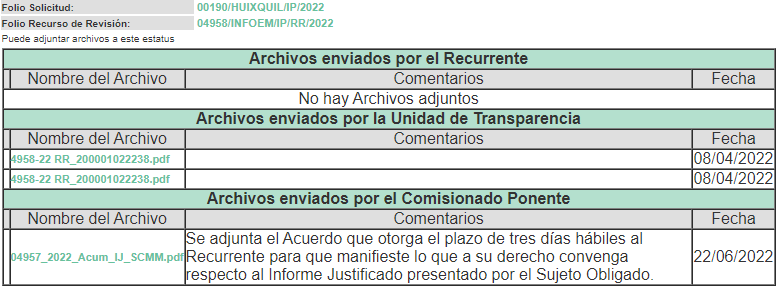 Folio Solicitud: 00190/HUIXQUIL/IP/2022
Folio Recurso de Revisión: 04958/INFOEM/IP/RR/2022
Puede adjuntar archivos a este estatus
Archivos enviados por el Recurrente
Nombre del Archivo Comentarios Fecha
No hay Archivos adjuntos
Archivos enviados por la Unidad de Transparencia
Nombre del Archivo Comentarios Fecha
4958-22 RR_200001022238.pdf 08/04/2022
4958-22 RR_200001022238.pdf 08/04/2022
Archivos enviados por el Comisionado Ponente
Nombre del Archivo Comentarios Fecha
Se adjunta el Acuerdo que otorga el plazo de tres días hábiles al
04957_2022_Acum_IJ_SCMM.pdf Recurrente para que manifieste lo que a su derecho convenga 22/06/2022
respecto al Informe Justificado presentado por el Sujeto Obligado.